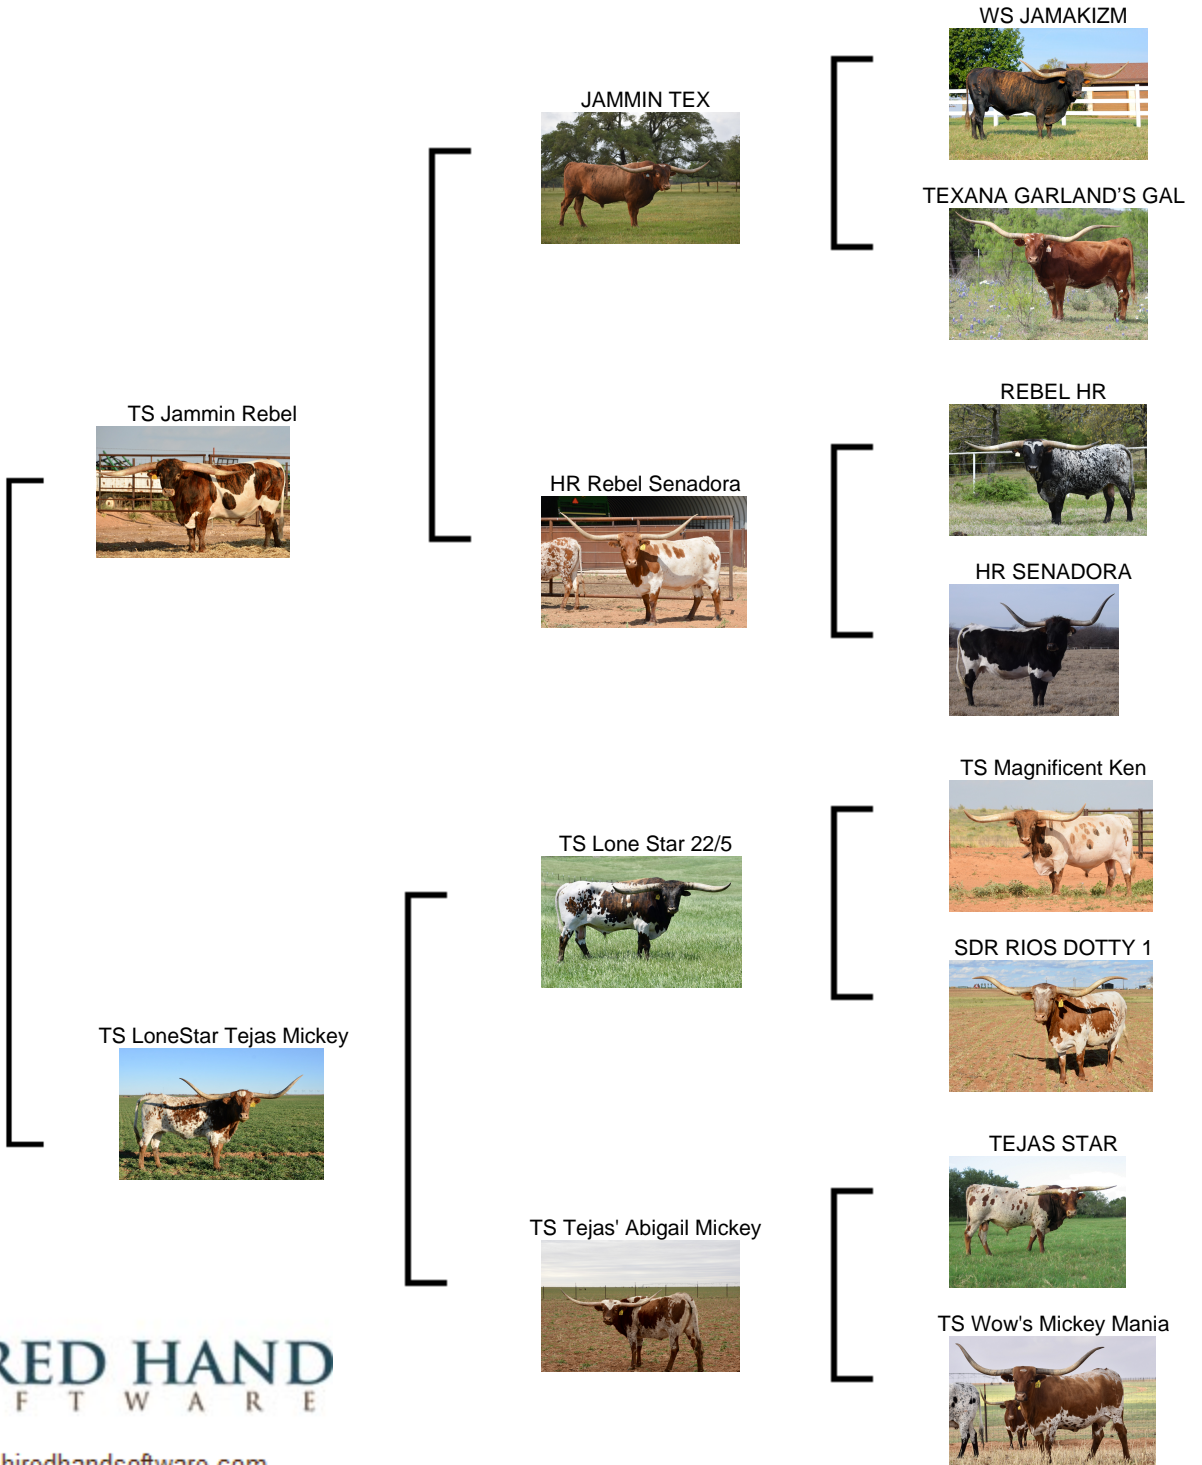 WS JAMAKIZM
JAMMIN TEX
TEXANA GARLAND'S GAL
TS Jammin Rebel
REBEL HR
HR Rebel Senadora
HR SENADORA
TS Magnificent Ken
TS Lone Star 22/5
SDR RIOS DOTTY 1
TS LoneStar Tejas Mickey
TEJAS STAR
TS Tejas' Abigail Mickey
TS Wow's Mickey Mania
RED HAND
F T W A R E
hiredhandsoftware.com